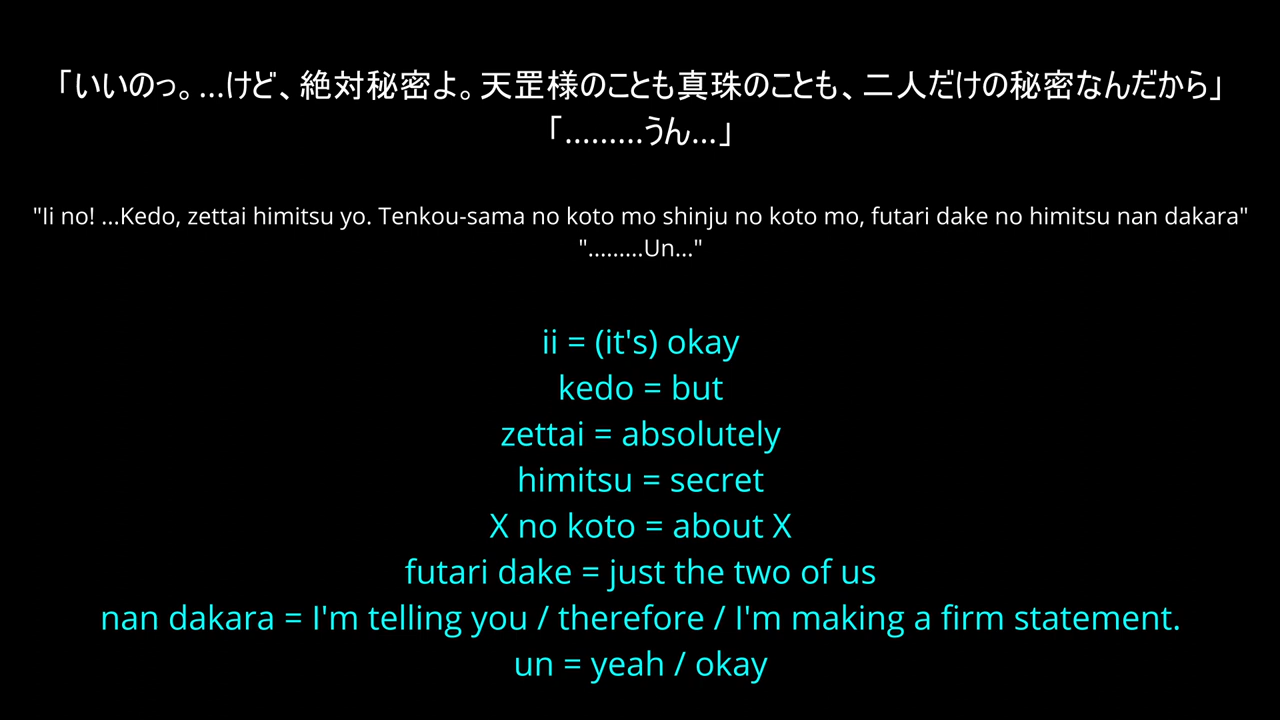 「いいのっ。...けど、絶対秘密よ。天罡様のことも真珠のことも、二人だけの秘密なんだから」
「.........うん...」
"Ii no! ...Kedo, zettai himitsu yo. Tenkou-sama no koto mo shinju no koto mo, futari dake no himitsu nan dakara"
".........Un..."
ii = (it's) okay
kedo = but
zettai = absolutely
himitsu = secret
X no koto = about X
futari dake = just the two of us
nan dakara = I'm telling you / therefore / I'm making a firm statement.
un = yeah / okay